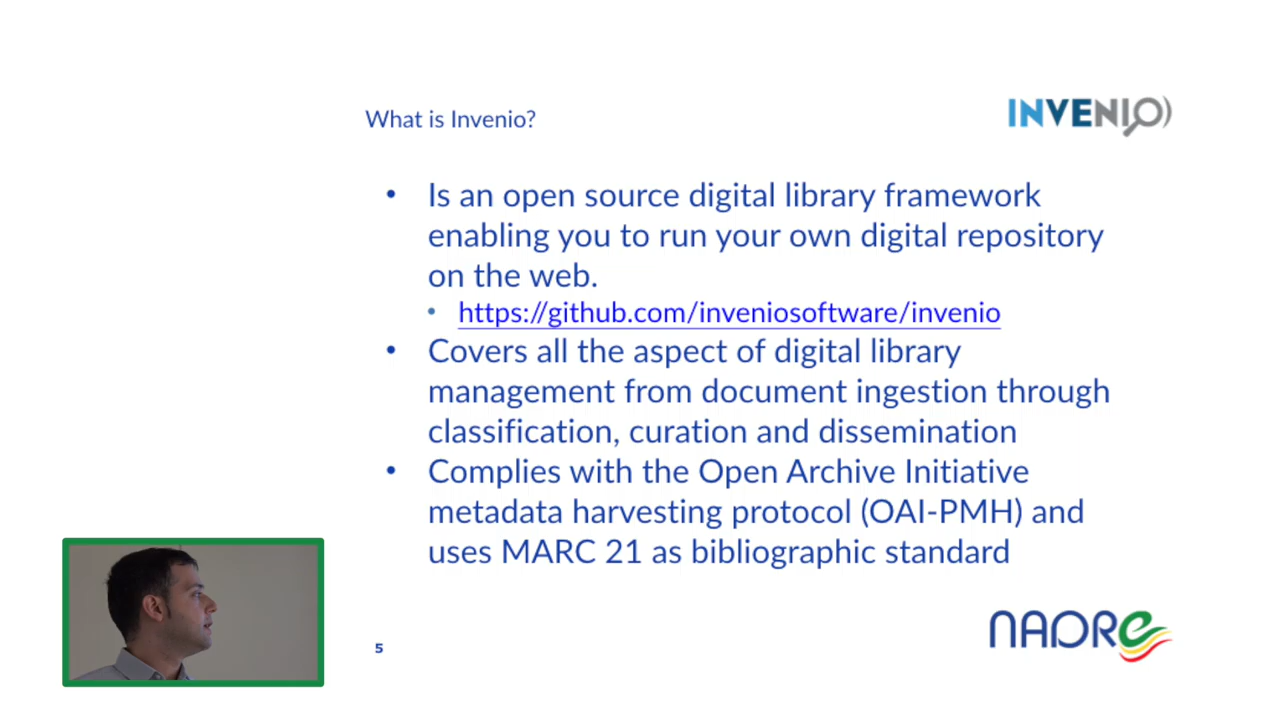 What is Invenio?
INVENIO
• Is an open source digital library framework
enabling you to run your own digital repository
on the web.
• https://github.com/inveniosoftware/invenio
• Covers all the aspect of digital library
management from document ingestion through
classification, curation and dissemination
• Complies with the Open Archive Initiative
metadata harvesting protocol (OAI-PMH) and
uses MARC 21 as bibliographic standard
5
NADRe